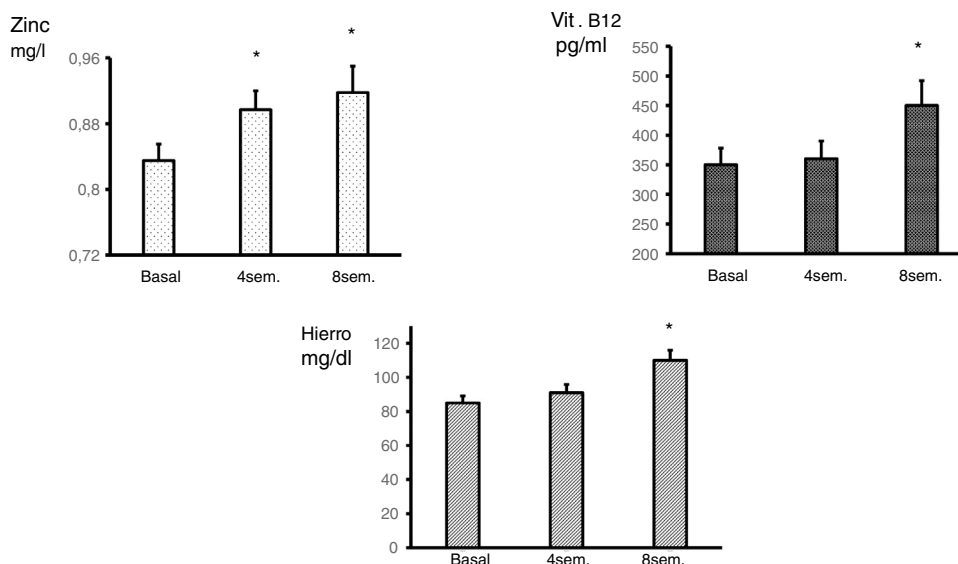 Zinc
mg/l
0,96
*
*
0,88
0,8
0,72
Basal 4sem. 8sem.
Vit . B12
pg/ml
550
*
500
450
400
350
300
250
200
Basal 4sem. 8sem.
Hierro
mg/dl
*
120
100
80
60
40
20
0
Basal 4sem. 8sem.